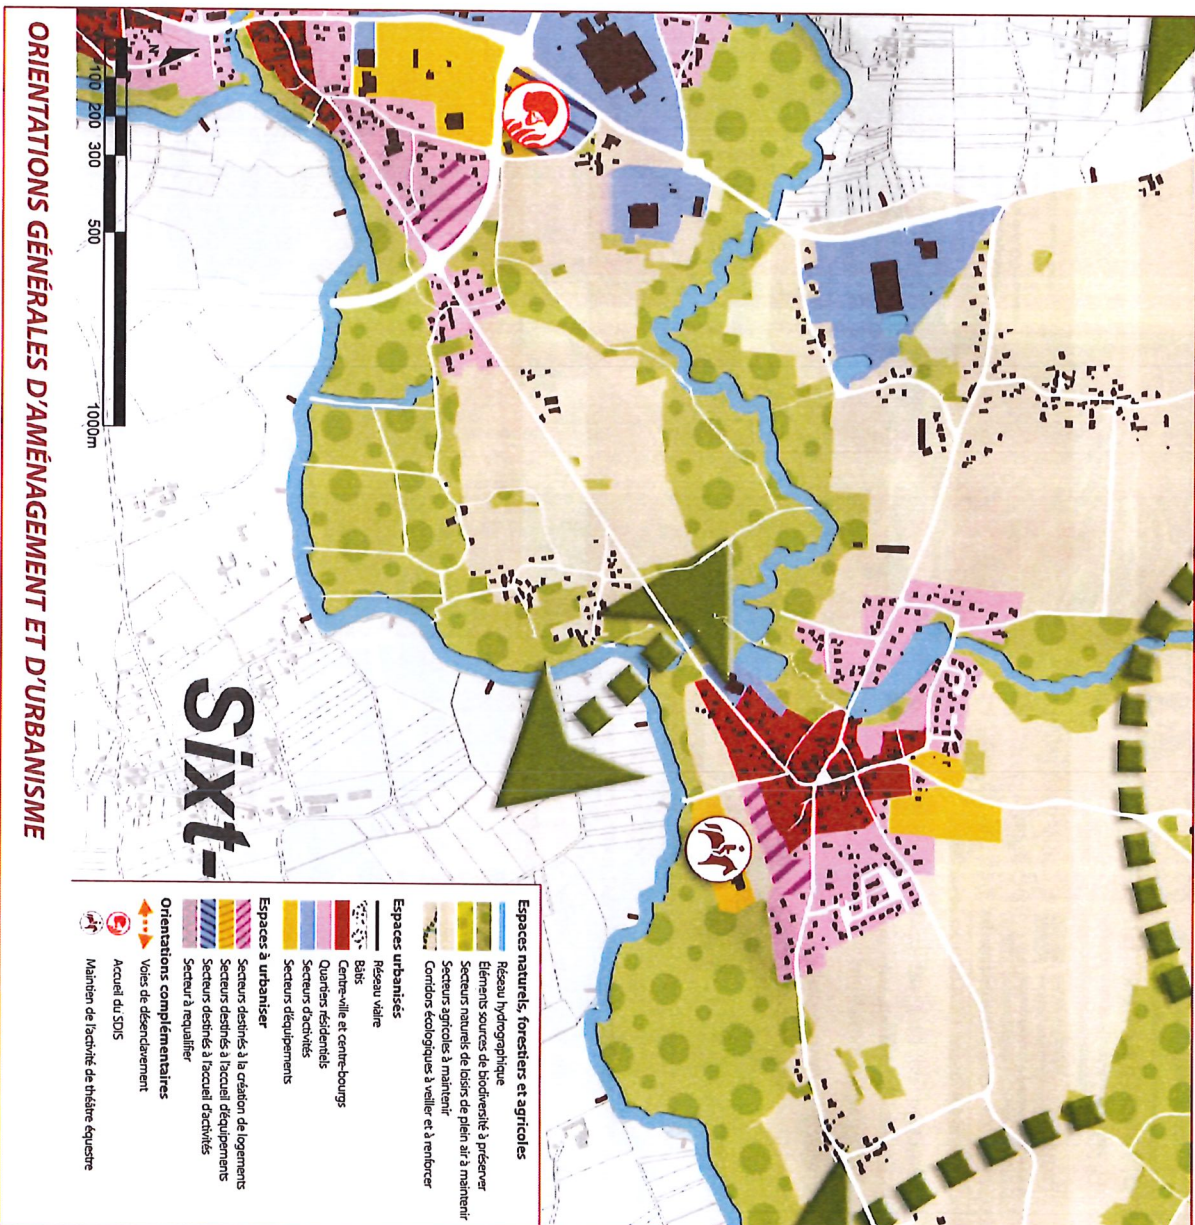 ORIENTATIONS GÉNÉRALES D'AMÉNAGEMENT ET D'URBANISME
N
100 200 300 500 1000m
Sixt-
Espaces naturels, forestiers et agricoles
Réseau hydrographique
Éléments sources de biodiversité à préserver
Secteurs naturels de loisirs de plein air à maintenir
Secteurs agricoles à maintenir
Corridors écologiques à veiller et à renforcer
Espaces urbanisés
Réseau viaire
Bâtis
Centre-ville et centre-bourgs
Quartiers résidentiels
Secteurs d'activités
Secteurs d'équipements
Espaces à urbaniser
Secteurs destinés à la création de logements
Secteurs destinés à l'accueil d'équipements
Secteurs destinés à l'accueil d'activités
Secteur à requalifier
Orientations complémentaires
Voies de désenclavement
Accueil du SDIS
Maintien de l'activité de théâtre équestre